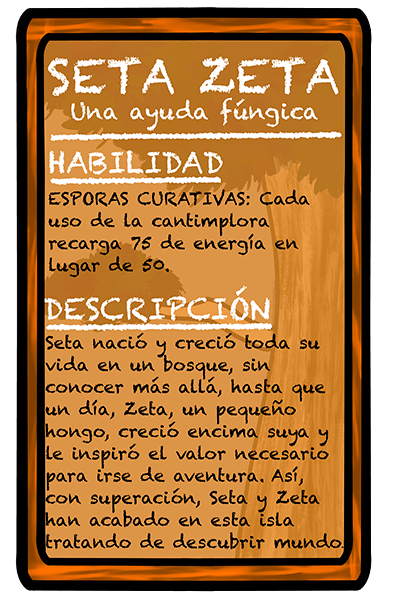 SETA ZETA
Una ayuda fúngica
HABILIDAD
ESPORAS CURATIVAS: Cada
uso de la cantimplora
recarga 75 de energía en
lugar de 50.
DESCRIPCIÓN
Seta nació y creció toda su
vida en un bosque, sin
conocer más allá, hasta que
un día, Zeta, un pequeño
hongo, creció encima suya y
le inspiró el valor necesario
para irse de aventura. Así,
con superación, Seta y Zeta
han acabado en esta isla
tratando de descubrir mundo.